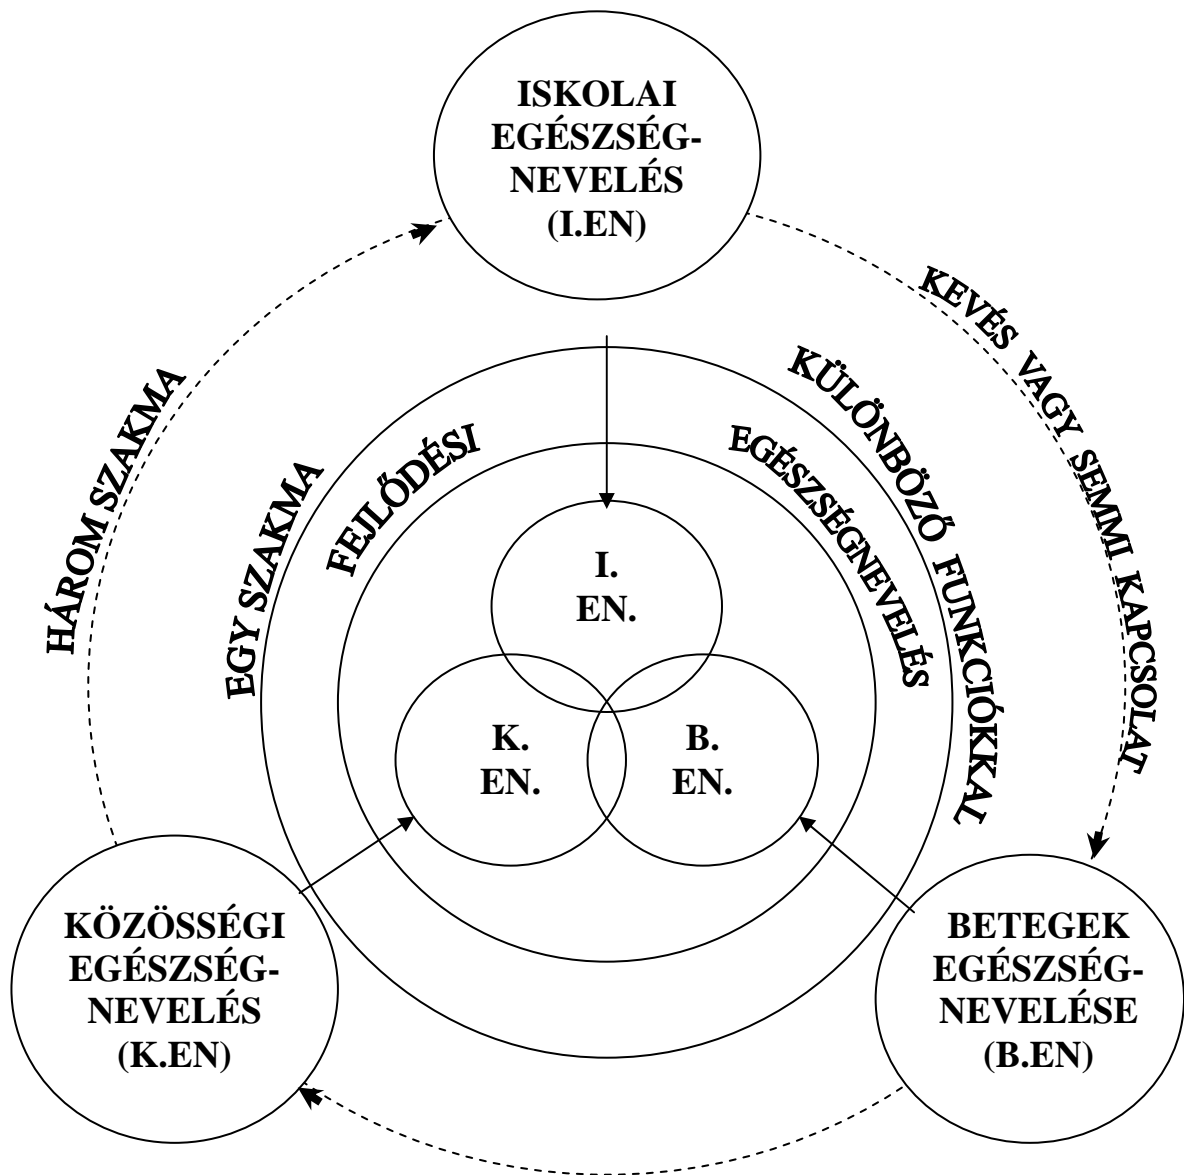 ISKOLAI
EGÉSZSÉG-
NEVELÉS
(I.EN)
HÁROM SZAKMA
KEVÉS VAGY SEMMI KAPCSOLAT
EGY SZAKMA
KÜLÖNBÖZŐ FUNKCIÓKKAL
FEJLŐDÉSI
EGÉSZSÉGNEVELÉS
I.
EN.
K.
EN.
B.
EN.
KÖZÖSSÉGI
EGÉSZSÉG-
NEVELÉS
(K.EN)
BETEGEK
EGÉSZSÉG-
NEVELÉSE
(B.EN)